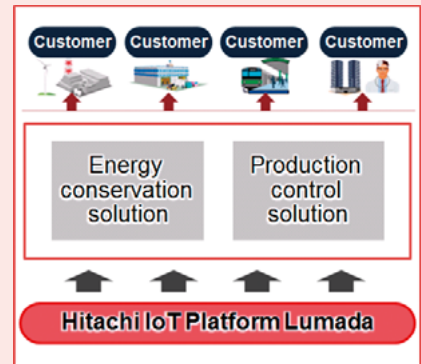 Customer Customer Customer Customer
Energy
conservation
solution
Production
control
solution
Hitachi IoT Platform Lumada